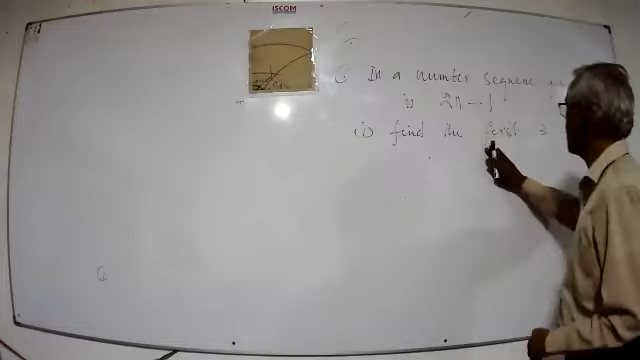 ISCOM
In a number sequence
is 2n-1
(i) find the first 3